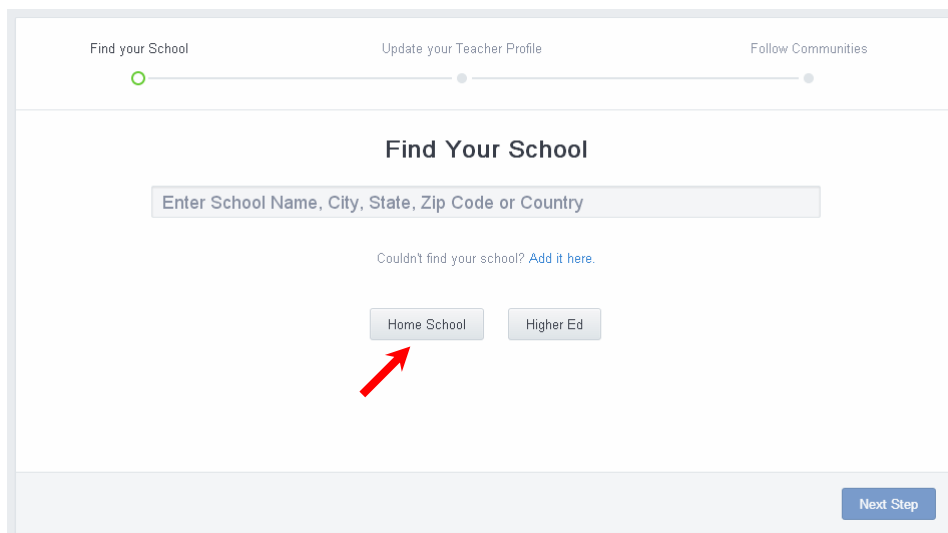 Find your School Update your Teacher Profile Follow Communities
Find Your School
Enter School Name, City, State, Zip Code or Country
Couldn't find your school? Add it here.
Home School Higher Ed
Next Step